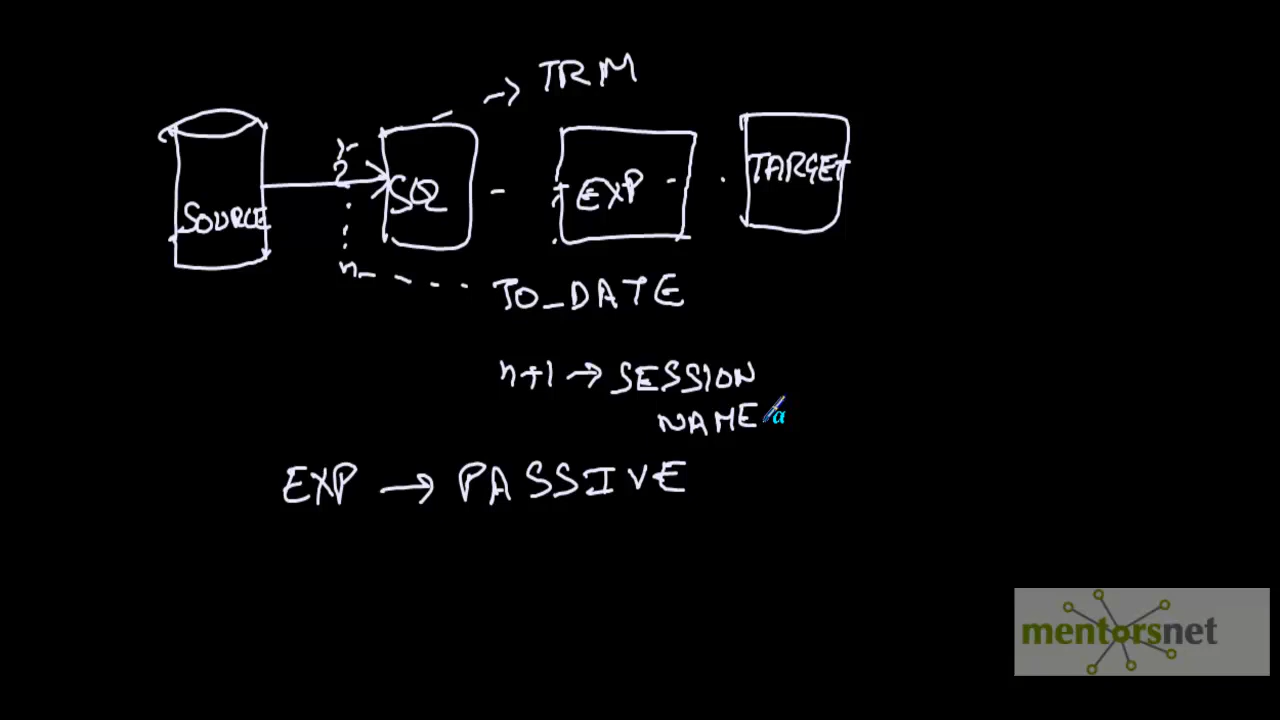 TRM
SOURCE
SQ
EXP
TARGET
n
TO_DATE
n+1 → SESSION
NAME
EXP → PASSIVE
mentorsnet